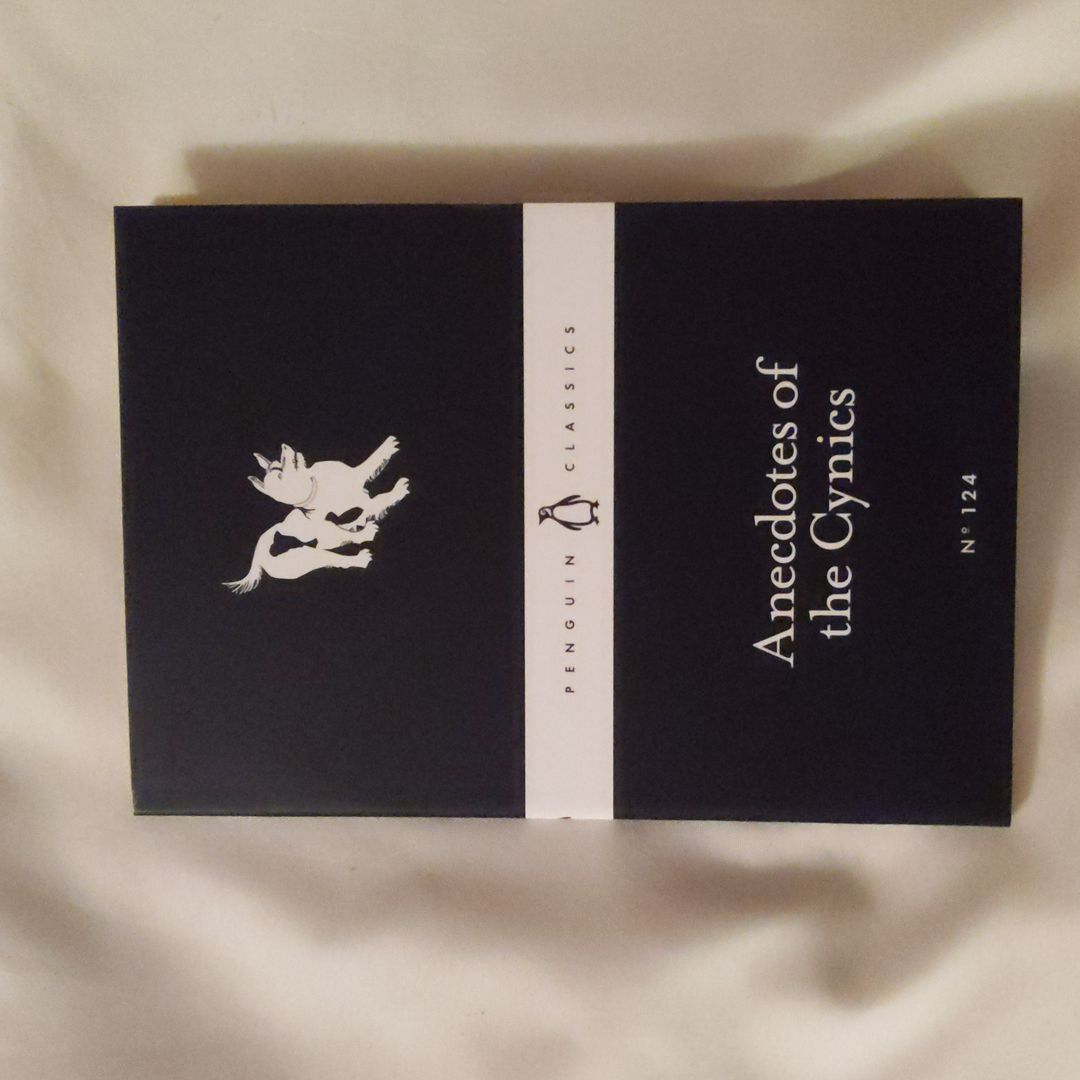 PENGUIN CLASSICS
Anecdotes of
the Cynics
Nº 124